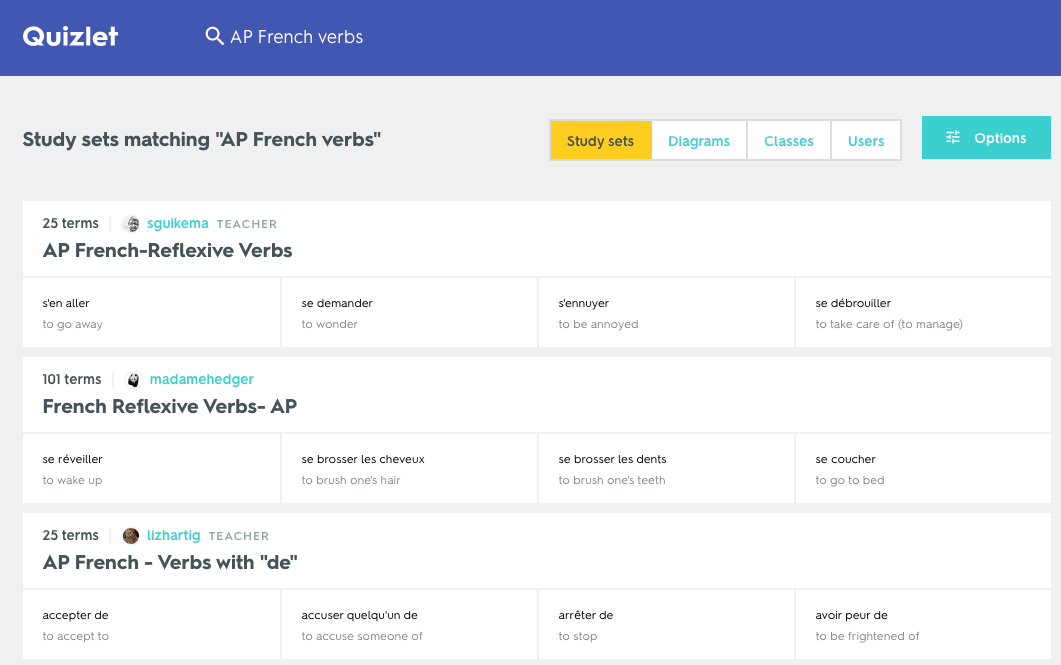 Quizlet
AP French verbs
Study sets matching "AP French verbs"
Study sets
Diagrams
Classes
Users
Options
25 terms
sguikema TEACHER
AP French-Reflexive Verbs
s'en aller
to go away
se demander
to wonder
s'ennuyer
to be annoyed
se débrouiller
to take care of (to manage)
101 terms
madamehedger
French Reflexive Verbs- AP
se réveiller
to wake up
se brosser les cheveux
to brush one's hair
se brosser les dents
to brush one's teeth
se coucher
to go to bed
25 terms
lizhartig TEACHER
AP French - Verbs with "de"
accepter de
to accept to
accuser quelqu'un de
to accuse someone of
arrêter de
to stop
avoir peur de
to be frightened of